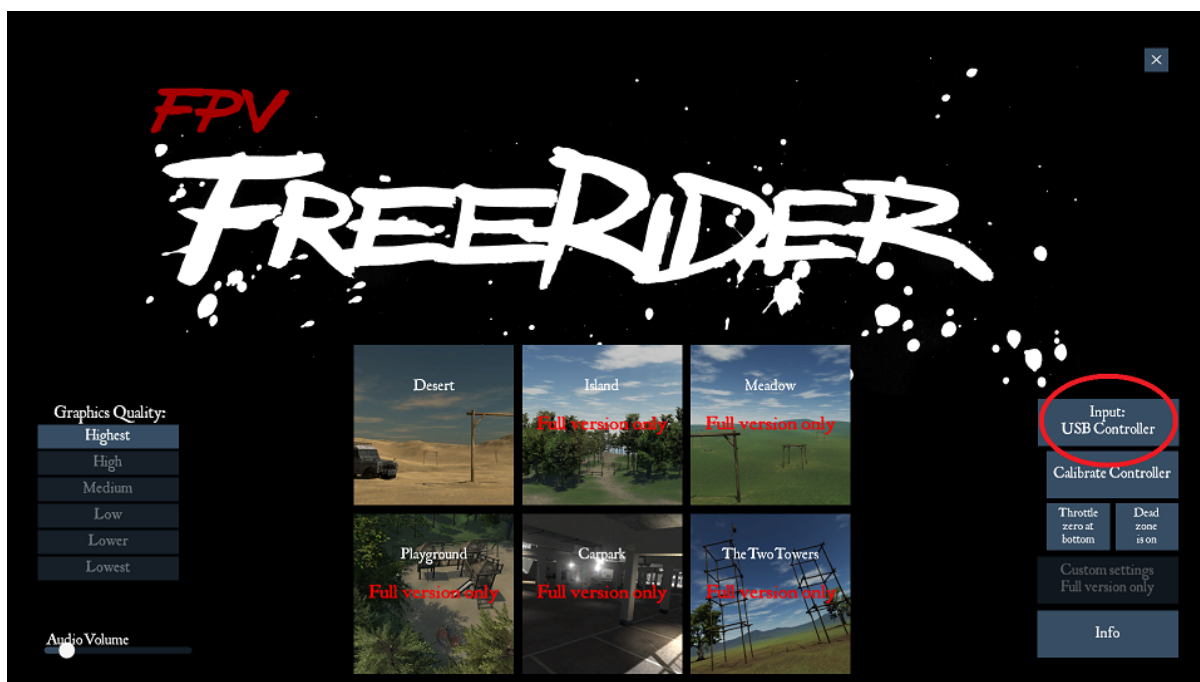 FPV
FREERIDER
Graphics Quality:
Highest
High
Medium
Low
Lower
Lowest
Audio Volume
Desert
Island
Full version only
Meadow
Full version only
Playground
Full version only
Carpark
Full version only
The Two Towers
Full version only
Input:
USB Controller
Calibrate Controller
Throttle
zero at
bottom
Dead
zone
is on
Custom settings
Full version only
Info